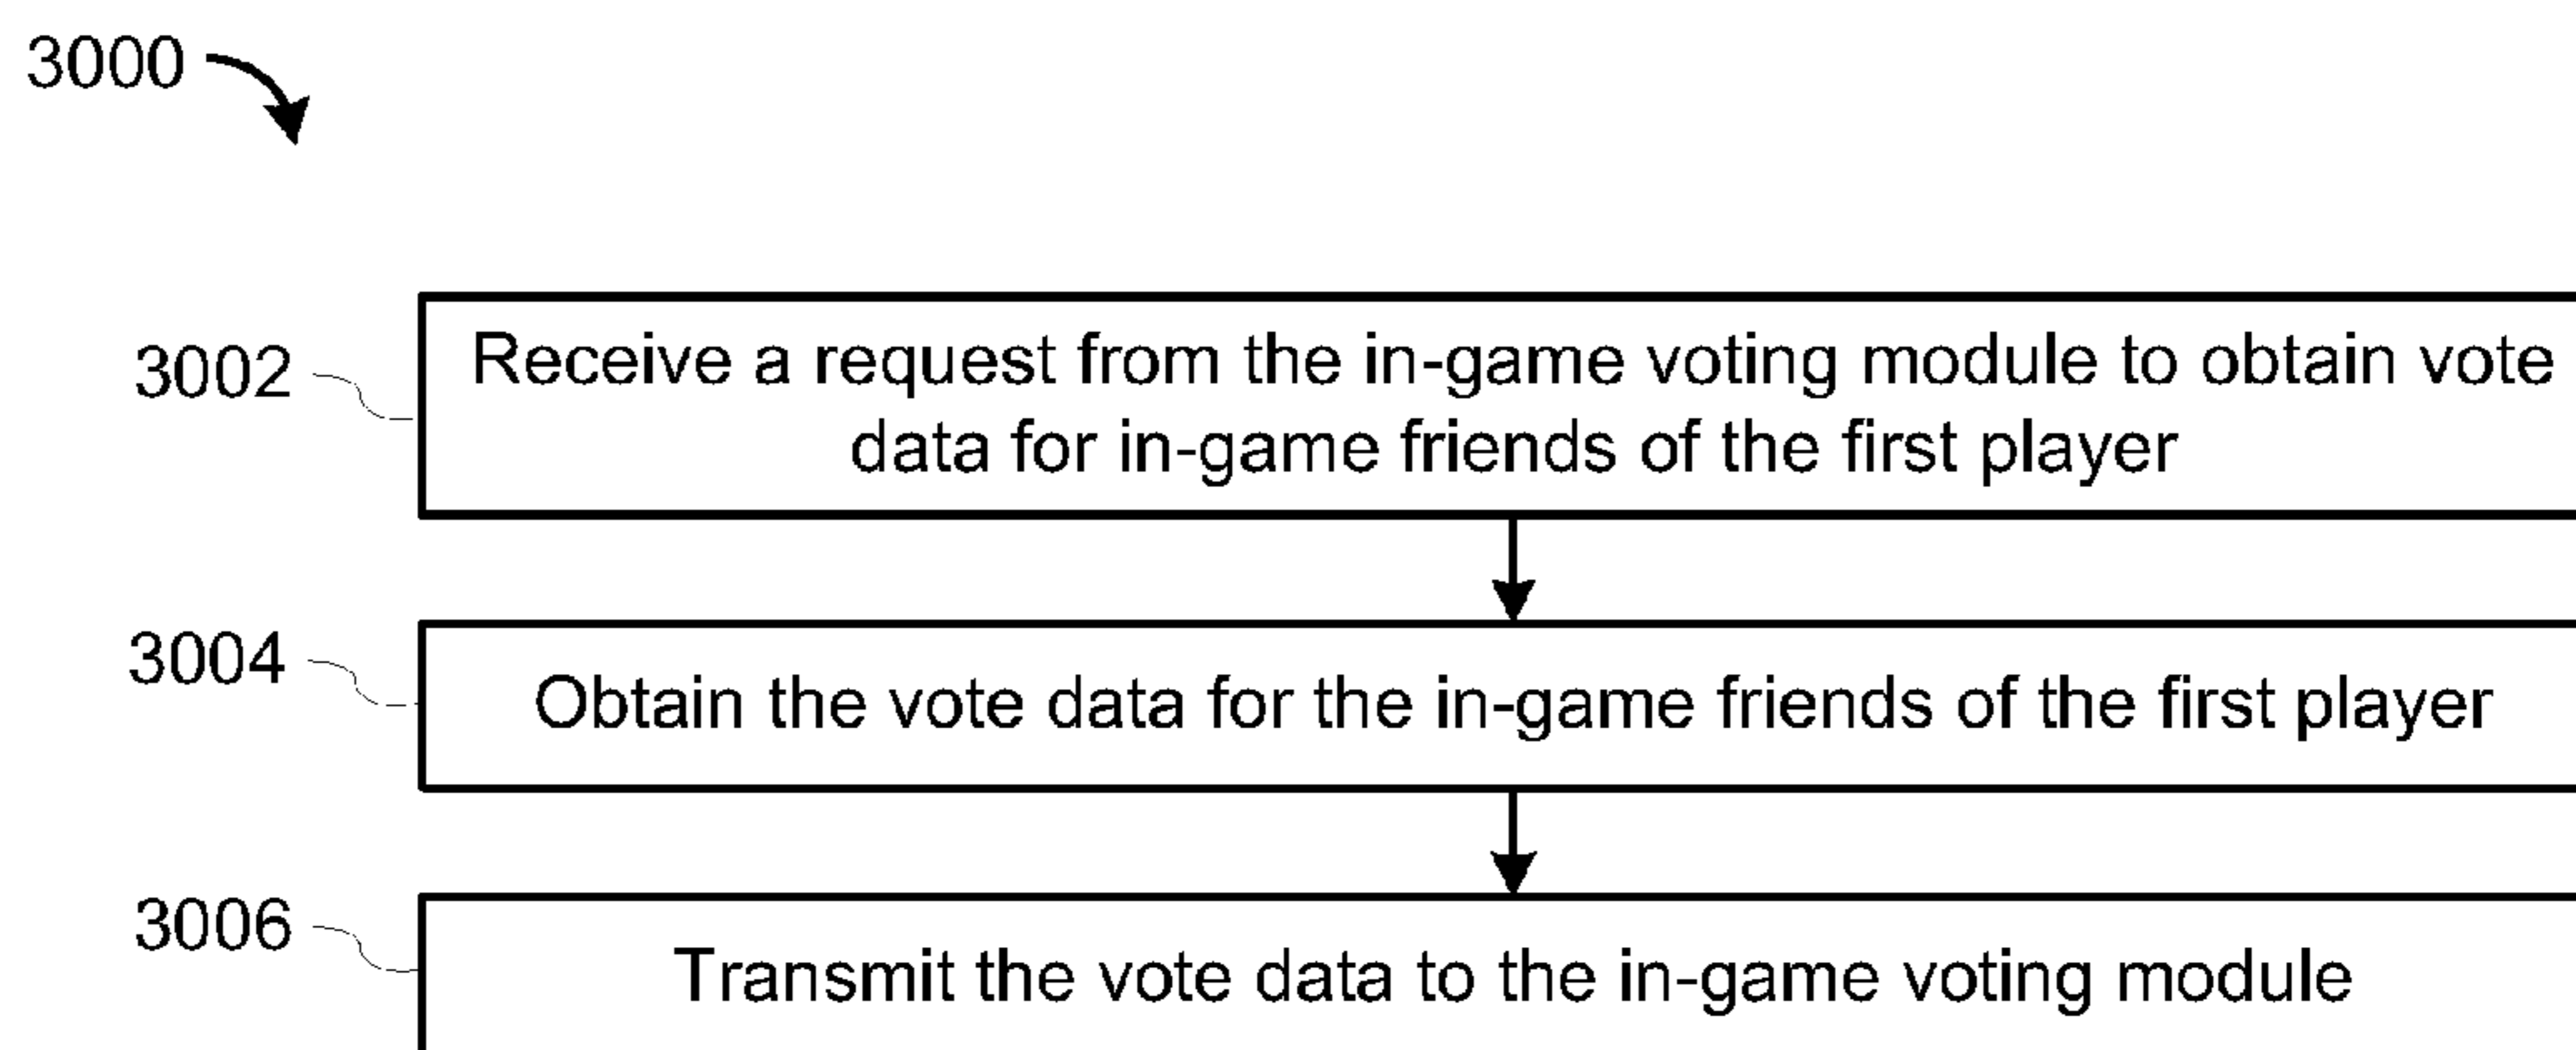 3000
3002
Receive a request from the in-game voting module to obtain vote
data for in-game friends of the first player
3004
Obtain the vote data for the in-game friends of the first player
3006
Transmit the vote data to the in-game voting module